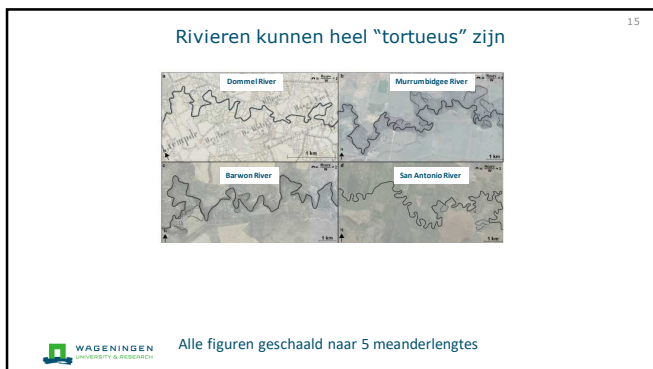 15
Rivieren kunnen heel “tortueus” zijn
a
Dommel River
1 km
b
Murrumbidgee River
1 km
c
Barwon River
1 km
d
San Antonio River
1 km
WAGENINGEN
UNIVERSITY & RESEARCH
Alle figuren geschaald naar 5 meanderlengtes